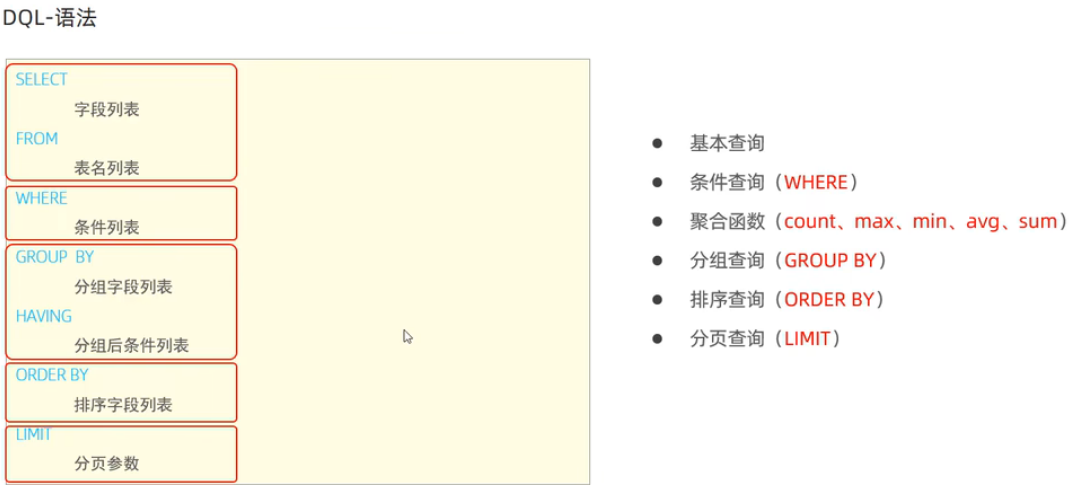 DQL-语法
SELECT
字段列表
FROM
表名列表
WHERE
条件列表
GROUP BY
分组字段列表
HAVING
分组后条件列表
ORDER BY
排序字段列表
LIMIT
分页参数
基本查询
条件查询（WHERE）
聚合函数（count、max、min、avg、sum）
分组查询（GROUP BY）
排序查询（ORDER BY）
分页查询（LIMIT）